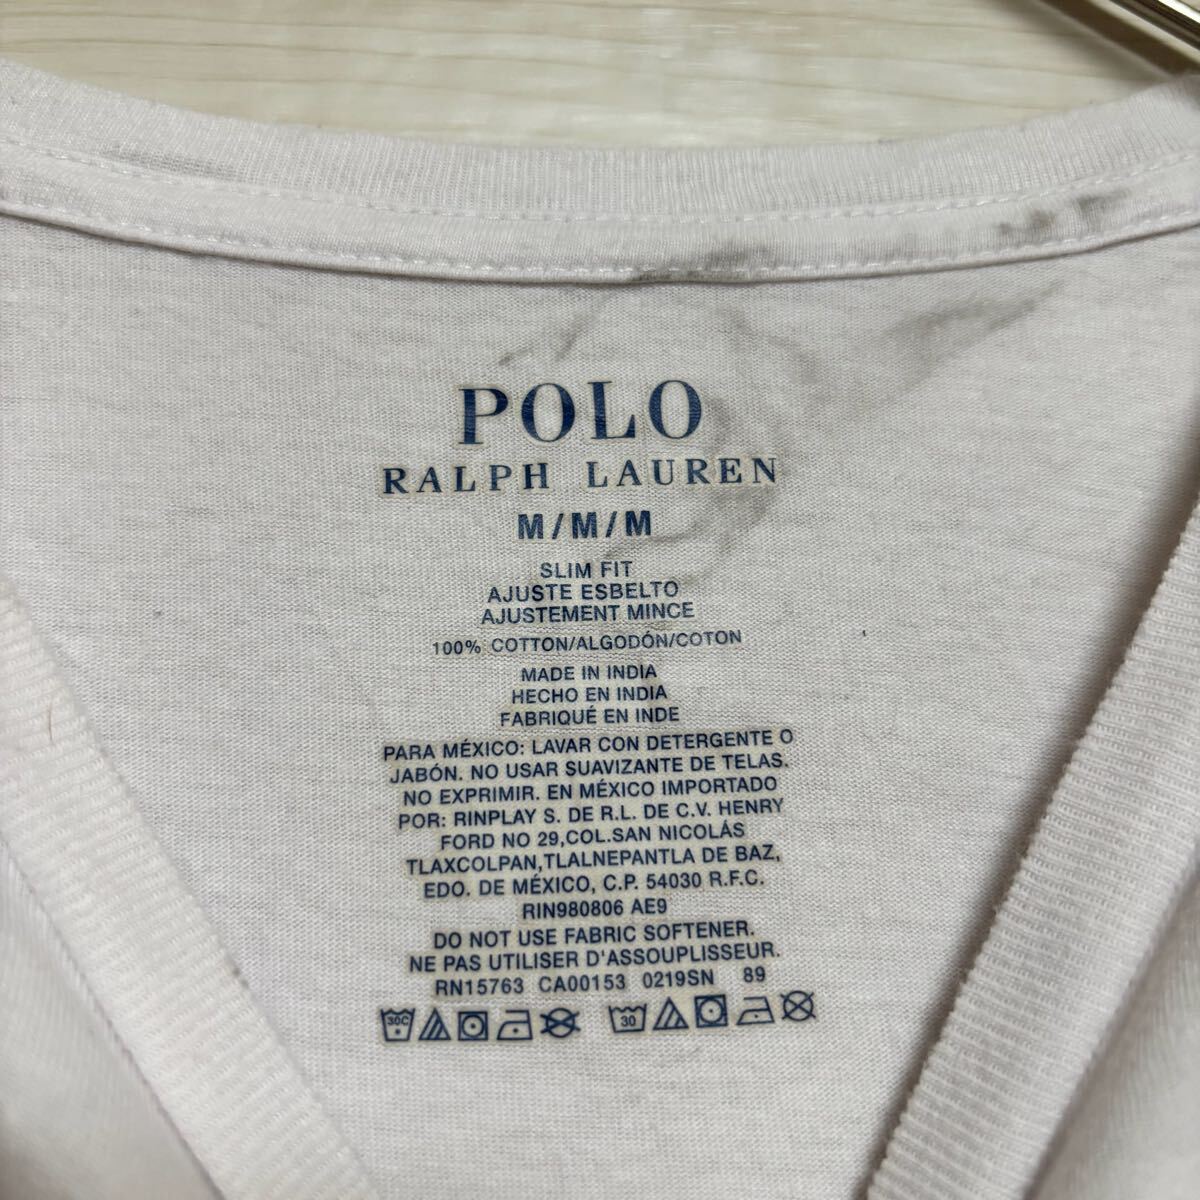 POLO
RALPH LAUREN
M/M/M
SLIM FIT
AJUSTE ESBELTO
AJUSTEMENT MINCE
100% COTTON/ALGODÓN/COTON
MADE IN INDIA
HECHO EN INDIA
FABRIQUÉ EN INDE
PARA MÉXICO: LAVAR CON DETERGENTE O
JABÓN. NO USAR SUAVIZANTE DE TELAS.
NO EXPRIMIR. EN MÉXICO IMPORTADO
POR: RINPLAY S. DE R.L. DE C.V. HENRY
FORD NO 29,COL.SAN NICOLÁS
TLAXCOLPAN,TLALNEPANTLA DE BAZ,
EDO. DE MÉXICO, C.P. 54030 R.F.C.
RIN980806 AE9
DO NOT USE FABRIC SOFTENER.
NE PAS UTILISER D'ASSOUPLISSEUR.
RN15763 CA00153 0219SN 89
30C 30